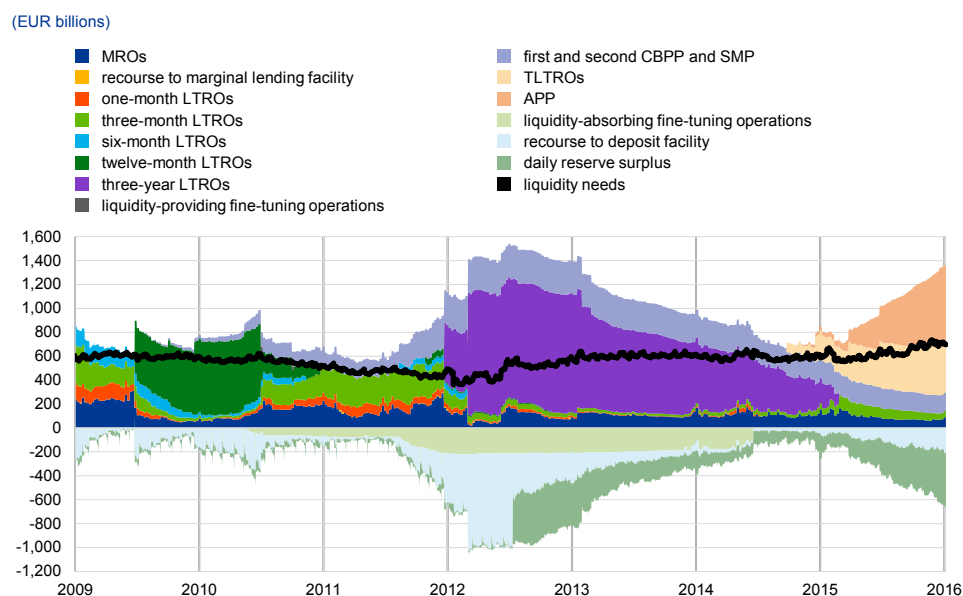 (EUR billions)
MROs
recourse to marginal lending facility
one-month LTROs
three-month LTROs
six-month LTROs
twelve-month LTROs
three-year LTROs
liquidity-providing fine-tuning operations
first and second CBPP and SMP
TLTROs
APP
liquidity-absorbing fine-tuning operations
recourse to deposit facility
daily reserve surplus
liquidity needs
1,600
1,400
1,200
1,000
800
600
400
200
0
-200
-400
-600
-800
-1,000
-1,200
2009 2010 2011 2012 2013 2014 2015 2016